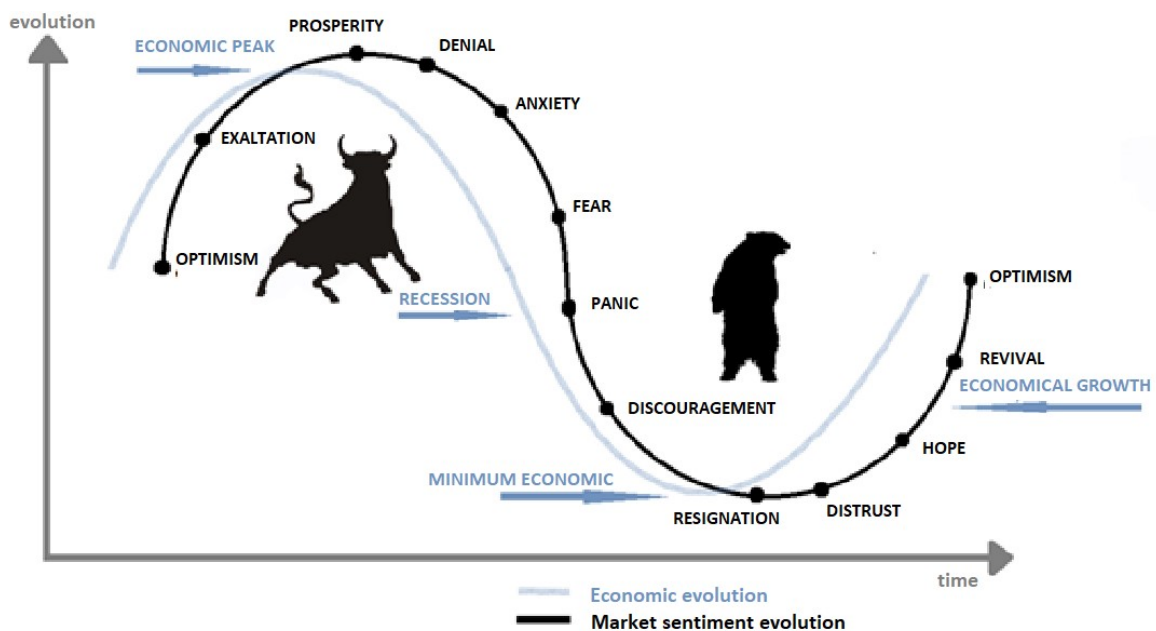 evolution
PROSPERITY
ECONOMIC PEAK
DENIAL
ANXIETY
EXALTATION
FEAR
OPTIMISM
OPTIMISM
RECESSION
PANIC
REVIVAL
ECONOMICAL GROWTH
DISCOURAGEMENT
HOPE
MINIMUM ECONOMIC
RESIGNATION
DISTRUST
time
Economic evolution
Market sentiment evolution